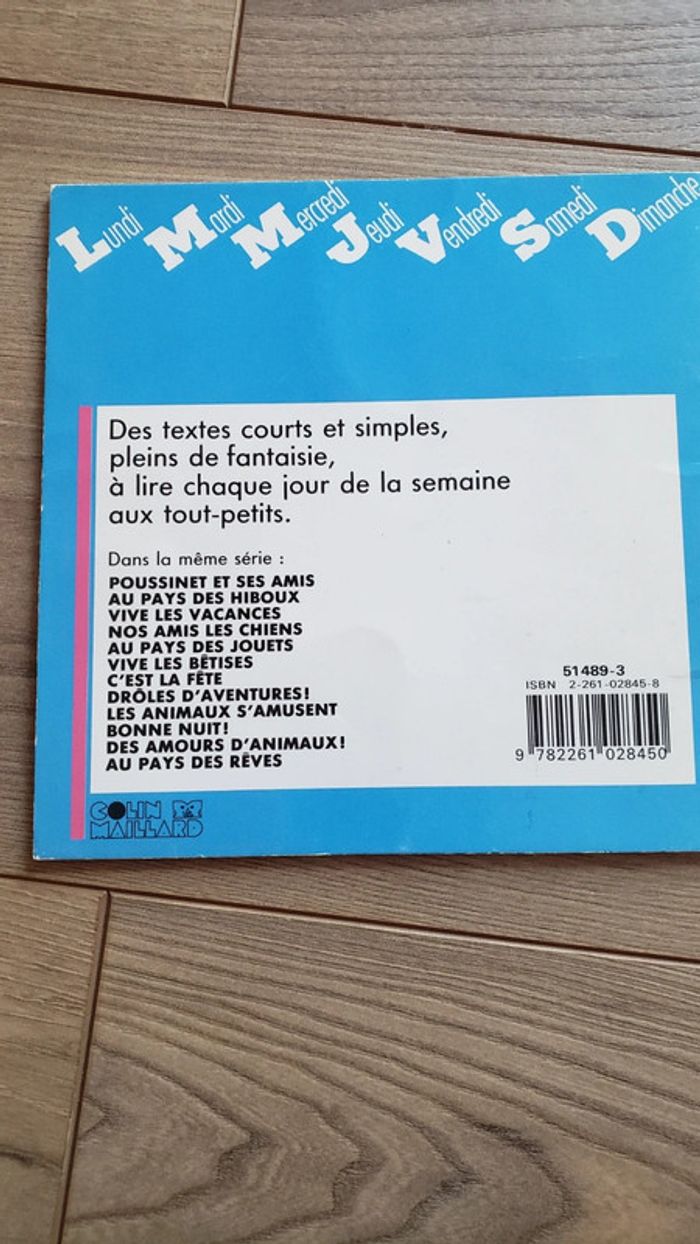 Lundi Mardi Mercredi Jeudi Vendredi Samedi Dimanche
Des textes courts et simples,
pleins de fantaisie,
à lire chaque jour de la semaine
aux tout-petits.
Dans la même série :
POUSSINET ET SES AMIS
AU PAYS DES HIBOUX
VIVE LES VACANCES
NOS AMIS LES CHIENS
AU PAYS DES JOUETS
VIVE LES BÊTISES
C'EST LA FÊTE
DRÔLES D'AVENTURES!
LES ANIMAUX S'AMUSENT
BONNE NUIT!
DES AMOURS D'ANIMAUX!
AU PAYS DES RÊVES
51489-3
ISBN 2-261-02845-8
9 782261 028450
COLIN
MAILLARD